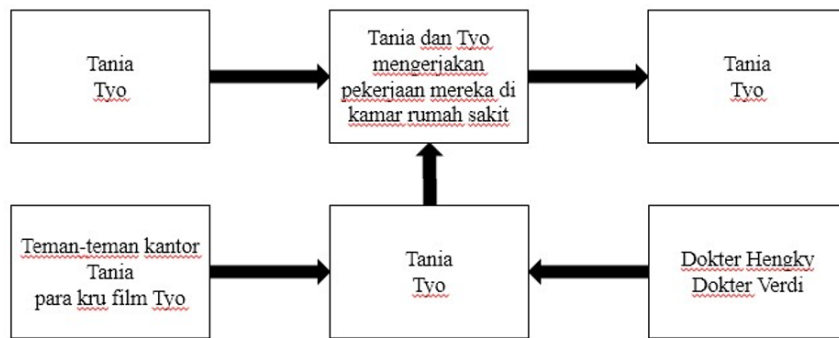 Tania
Tyo
Tania dan Tyo
mengerjakan
pekerjaan mereka di
kamar rumah sakit
Tania
Tyo
Teman-teman kantor
Tania
para kru film Tyo
Tania
Tyo
Dokter Hengky
Dokter Verdi